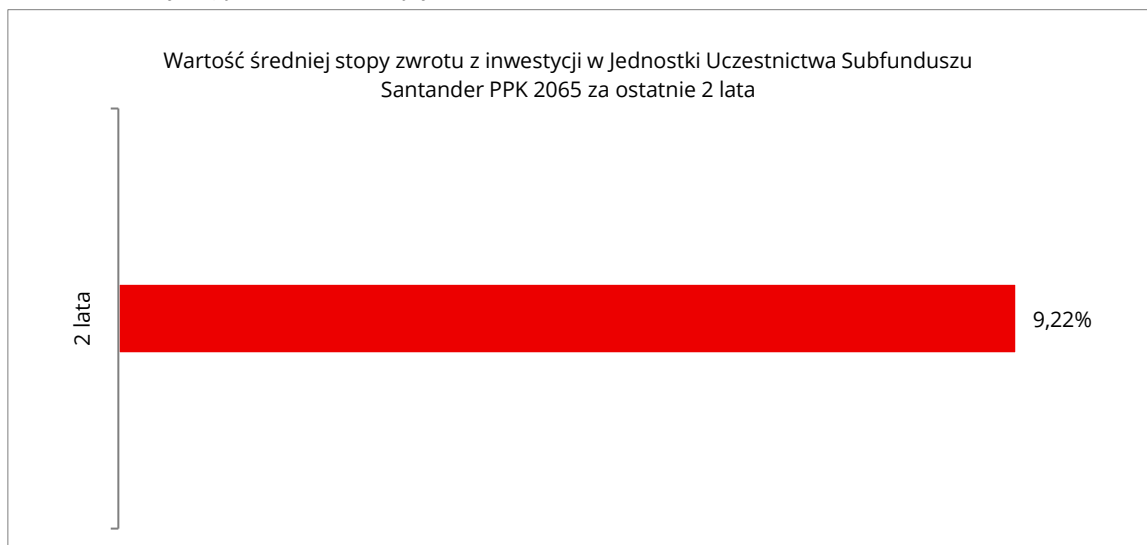 Wartość średniej stopy zwrotu z inwestycji w Jednostki Uczestnictwa Subfunduszu
Santander PPK 2065 za ostatnie 2 lata
2 lata
9,22%